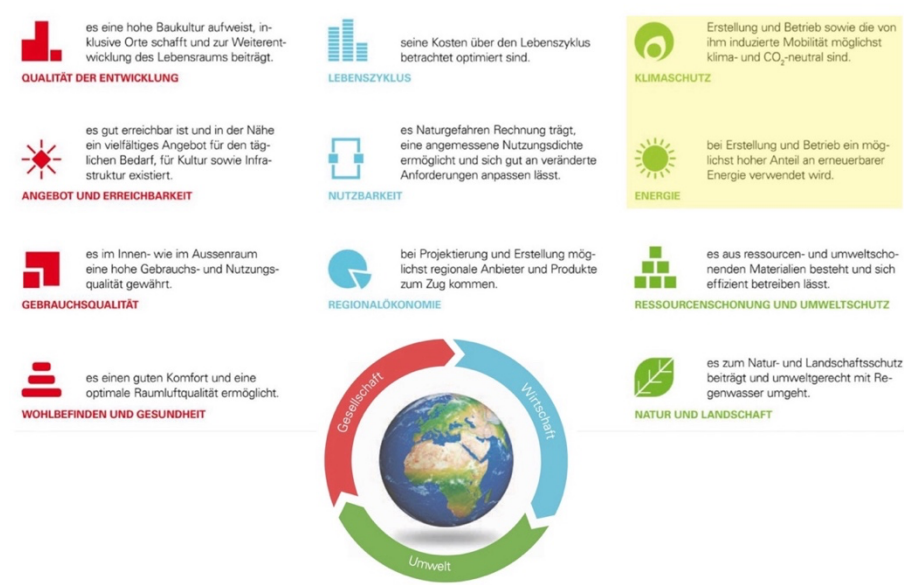 es eine hohe Baukultur aufweist, in-
klusive Orte schafft und zur Weiterent-
wicklung des Lebensraums beiträgt.
QUALITÄT DER ENTWICKLUNG
seine Kosten über den Lebenszyklus
betrachtet optimiert sind.
LEBENSZYKLUS
Erstellung und Betrieb sowie die von
ihm induzierte Mobilität möglichst
klima- und CO₂-neutral sind.
KLIMASCHUTZ
es gut erreichbar ist und in der Nähe
ein vielfältiges Angebot für den täg-
lichen Bedarf, für Kultur sowie Infra-
struktur existiert.
ANGEBOT UND ERREICHBARKEIT
es Naturgefahren Rechnung trägt,
eine angemessene Nutzungsdichte
ermöglicht und sich gut an veränderte
Anforderungen anpassen lässt.
NUTZBARKEIT
bei Erstellung und Betrieb ein mög-
lichst hoher Anteil an erneuerbarer
Energie verwendet wird.
ENERGIE
es im Innen- wie im Aussenraum
eine hohe Gebrauchs- und Nutzungs-
qualität gewährt.
GEBRAUCHSQUALITÄT
bei Projektierung und Erstellung mög-
lichst regionale Anbieter und Produkte
zum Zug kommen.
REGIONALÖKONOMIE
es aus ressourcen- und umweltscho-
nenden Materialien besteht und sich
effizient betreiben lässt.
RESSOURCENSCHONUNG UND UMWELTSCHUTZ
es einen guten Komfort und eine
optimale Raumluftqualität ermöglicht.
WOHLBEFINDEN UND GESUNDHEIT
es zum Natur- und Landschaftsschutz
beiträgt und umweltgerecht mit Re-
genwasser umgeht.
NATUR UND LANDSCHAFT
Gesellschaft
Wirtschaft
Umwelt